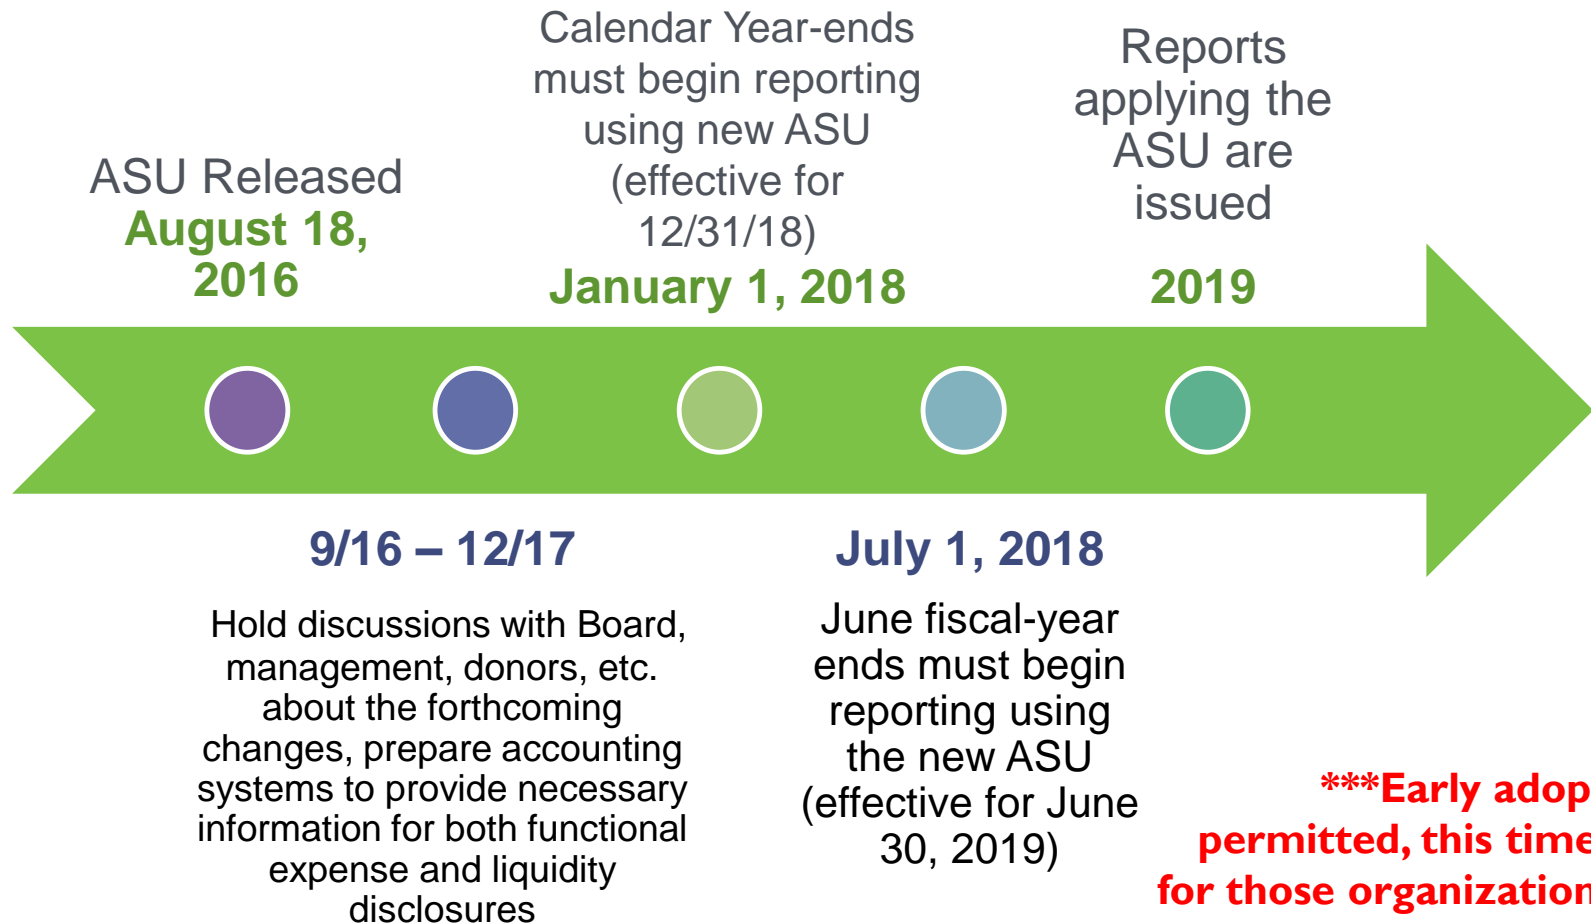 ASU Released
August 18,
2016
Calendar Year-ends
must begin reporting
using new ASU
(effective for
12/31/18)
January 1, 2018
Reports
applying the
ASU are
issued
2019
9/16 – 12/17
Hold discussions with Board,
management, donors, etc.
about the forthcoming
changes, prepare accounting
systems to provide necessary
information for both functional
expense and liquidity
disclosures
July 1, 2018
June fiscal-year
ends must begin
reporting using
the new ASU
(effective for June
30, 2019)
***Early adop
permitted, this time
for those organization